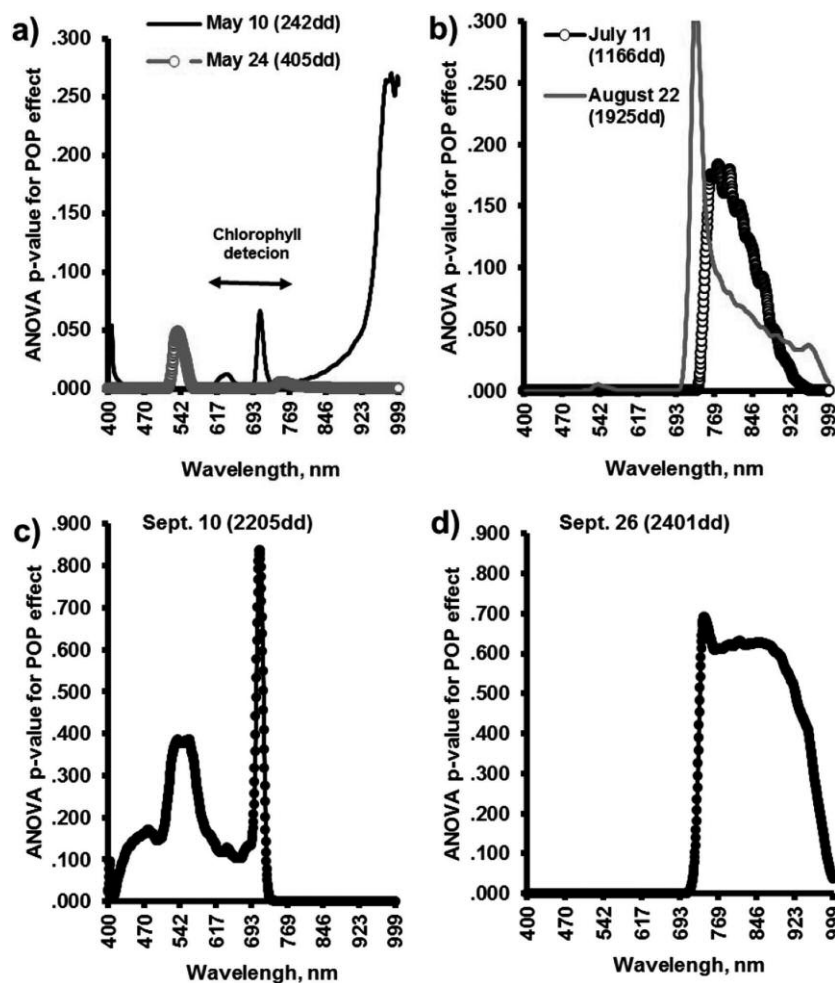 a)
May 10 (242dd)
May 24 (405dd)
ANOVA p-value for POP effect
.300
.250
.200
.150
.100
.050
.000
Chlorophyll
detecion
400 470 542 617 693 769 846 923 999
Wavelength, nm
b)
July 11
(1166dd)
August 22
(1925dd)
ANOVA p-value for POP effect
.300
.250
.200
.150
.100
.050
.000
400 470 542 617 693 769 846 923 999
Wavelength, nm
c)
Sept. 10 (2205dd)
ANOVA p-value for POP effect
.900
.800
.700
.600
.500
.400
.300
.200
.100
.000
400 470 542 617 693 769 846 923 999
Wavelengh, nm
d)
Sept. 26 (2401dd)
ANOVA p-value for POP effect
.900
.800
.700
.600
.500
.400
.300
.200
.100
.000
400 470 542 617 693 769 846 923 999
Wavelength, nm